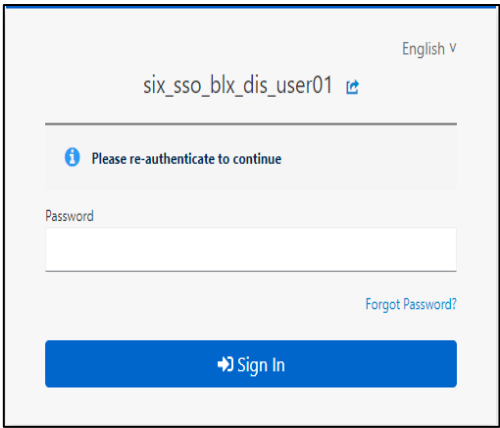 English v
six_sso_blx_dis_user01
Please re-authenticate to continue
Password
Forgot Password?
Sign In